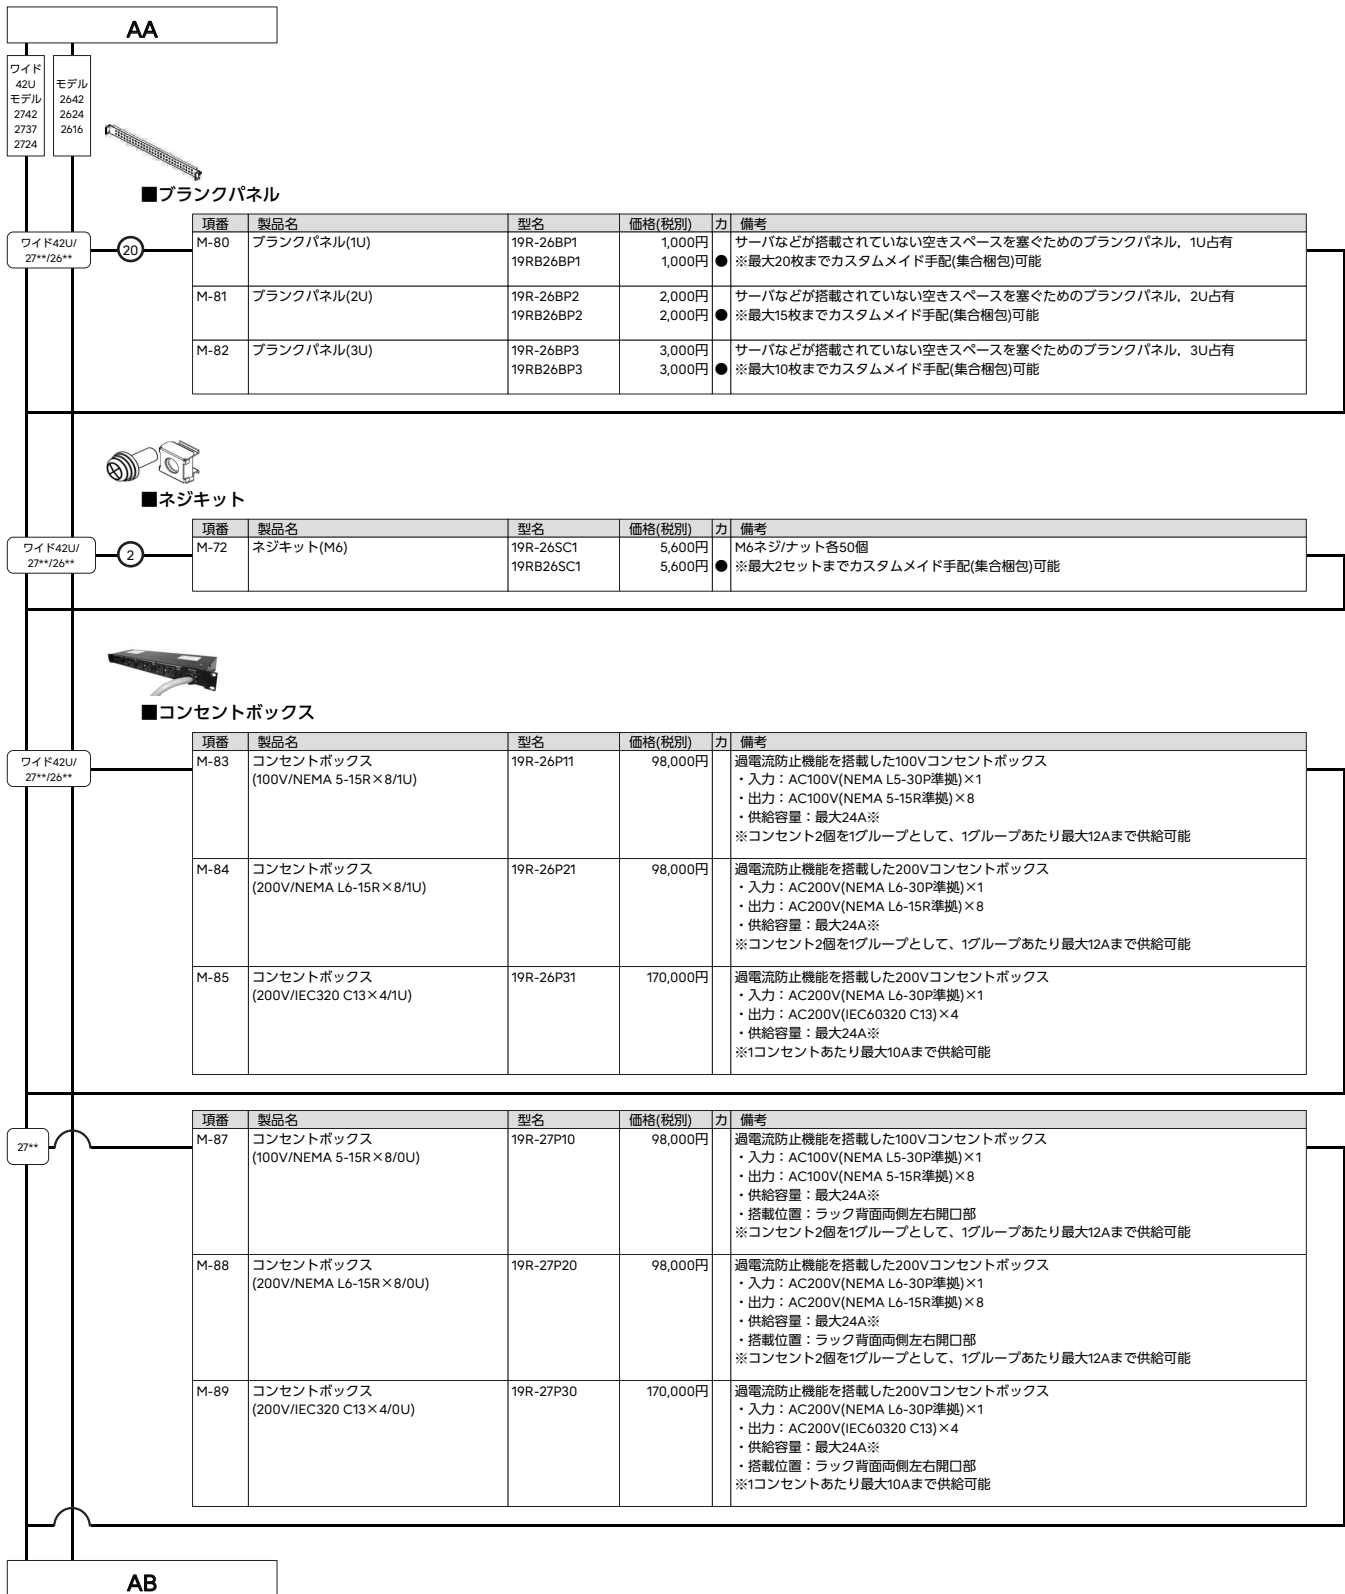 AA
ワイド
42U
モデル
2742
2737
2724
モデル
2642
2624
2616
■ブランクパネル
項番 製品名 型名 価格(税別) カ 備考
ワイド42U/
27**/26**
20
M-80 ブランクパネル(1U) 19R-26BP1 1,000円 サーバなどが搭載されていない空きスペースを塞ぐためのブランクパネル，1U占有
19RB26BP1 1,000円 ● ※最大20枚までカスタムメイド手配(集合梱包)可能
M-81 ブランクパネル(2U) 19R-26BP2 2,000円 サーバなどが搭載されていない空きスペースを塞ぐためのブランクパネル，2U占有
19RB26BP2 2,000円 ● ※最大15枚までカスタムメイド手配(集合梱包)可能
M-82 ブランクパネル(3U) 19R-26BP3 3,000円 サーバなどが搭載されていない空きスペースを塞ぐためのブランクパネル，3U占有
19RB26BP3 3,000円 ● ※最大10枚までカスタムメイド手配(集合梱包)可能
■ネジキット
項番 製品名 型名 価格(税別) カ 備考
ワイド42U/
27**/26**
2
M-72 ネジキット(M6) 19R-26SC1 5,600円 M6ネジ/ナット各50個
19RB26SC1 5,600円 ● ※最大2セットまでカスタムメイド手配(集合梱包)可能
■コンセントボックス
項番 製品名 型名 価格(税別) カ 備考
ワイド42U/
27**/26**
M-83 コンセントボックス 19R-26P11 98,000円 過電流防止機能を搭載した100Vコンセントボックス
(100V/NEMA 5-15R×8/1U) ・入力：AC100V(NEMA L5-30P準拠)×1
・出力：AC100V(NEMA 5-15R準拠)×8
・供給容量：最大24A※
※コンセント2個を1グループとして、1グループあたり最大12Aまで供給可能
M-84 コンセントボックス 19R-26P21 98,000円 過電流防止機能を搭載した200Vコンセントボックス
(200V/NEMA L6-15R×8/1U) ・入力：AC200V(NEMA L6-30P準拠)×1
・出力：AC200V(NEMA L6-15R準拠)×8
・供給容量：最大24A※
※コンセント2個を1グループとして、1グループあたり最大12Aまで供給可能
M-85 コンセントボックス 19R-26P31 170,000円 過電流防止機能を搭載した200Vコンセントボックス
(200V/IEC320 C13×4/1U) ・入力：AC200V(NEMA L6-30P準拠)×1
・出力：AC200V(IEC60320 C13)×4
・供給容量：最大24A※
※1コンセントあたり最大10Aまで供給可能
項番 製品名 型名 価格(税別) カ 備考
27**
M-87 コンセントボックス 19R-27P10 98,000円 過電流防止機能を搭載した100Vコンセントボックス
(100V/NEMA 5-15R×8/0U) ・入力：AC100V(NEMA L5-30P準拠)×1
・出力：AC100V(NEMA 5-15R準拠)×8
・供給容量：最大24A※
・搭載位置：ラック背面両側左右開口部
※コンセント2個を1グループとして、1グループあたり最大12Aまで供給可能
M-88 コンセントボックス 19R-27P20 98,000円 過電流防止機能を搭載した200Vコンセントボックス
(200V/NEMA L6-15R×8/0U) ・入力：AC200V(NEMA L6-30P準拠)×1
・出力：AC200V(NEMA L6-15R準拠)×8
・供給容量：最大24A※
・搭載位置：ラック背面両側左右開口部
※コンセント2個を1グループとして、1グループあたり最大12Aまで供給可能
M-89 コンセントボックス 19R-27P30 170,000円 過電流防止機能を搭載した200Vコンセントボックス
(200V/IEC320 C13×4/0U) ・入力：AC200V(NEMA L6-30P準拠)×1
・出力：AC200V(IEC60320 C13)×4
・供給容量：最大24A※
・搭載位置：ラック背面両側左右開口部
※1コンセントあたり最大10Aまで供給可能
AB